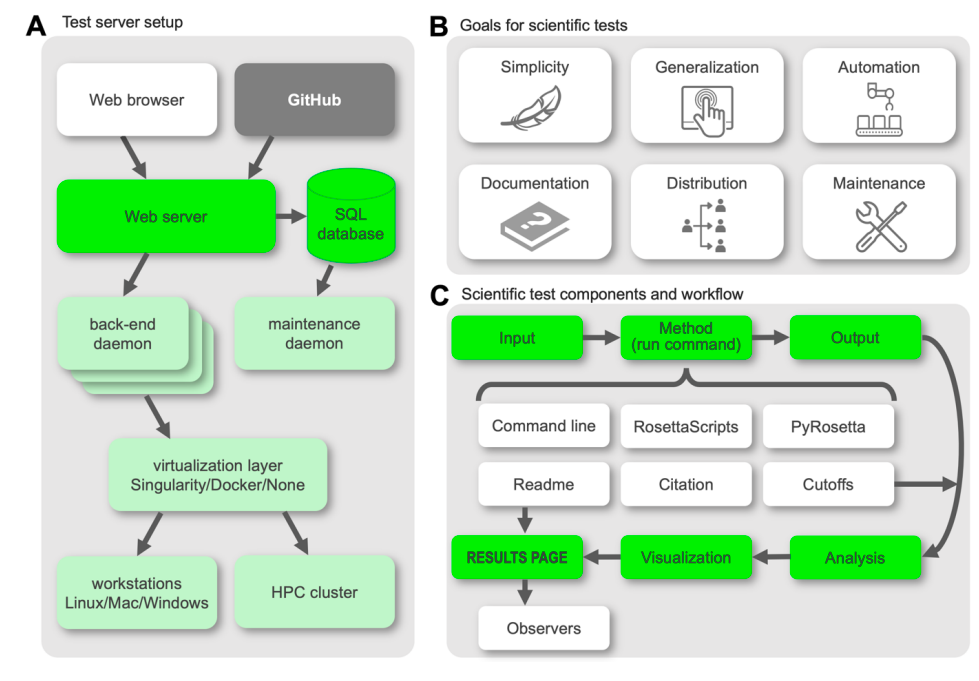 A Test server setup
Web browser
GitHub
Web server
SQL
database
back-end
daemon
maintenance
daemon
virtualization layer
Singularity/Docker/None
workstations
Linux/Mac/Windows
HPC cluster
B Goals for scientific tests
Simplicity
Generalization
Automation
Documentation
?
Distribution
Maintenance
C Scientific test components and workflow
Input
Method
(run command)
Output
Command line
RosettaScripts
PyRosetta
Readme
Citation
Cutoffs
RESULTS PAGE
Visualization
Analysis
Observers